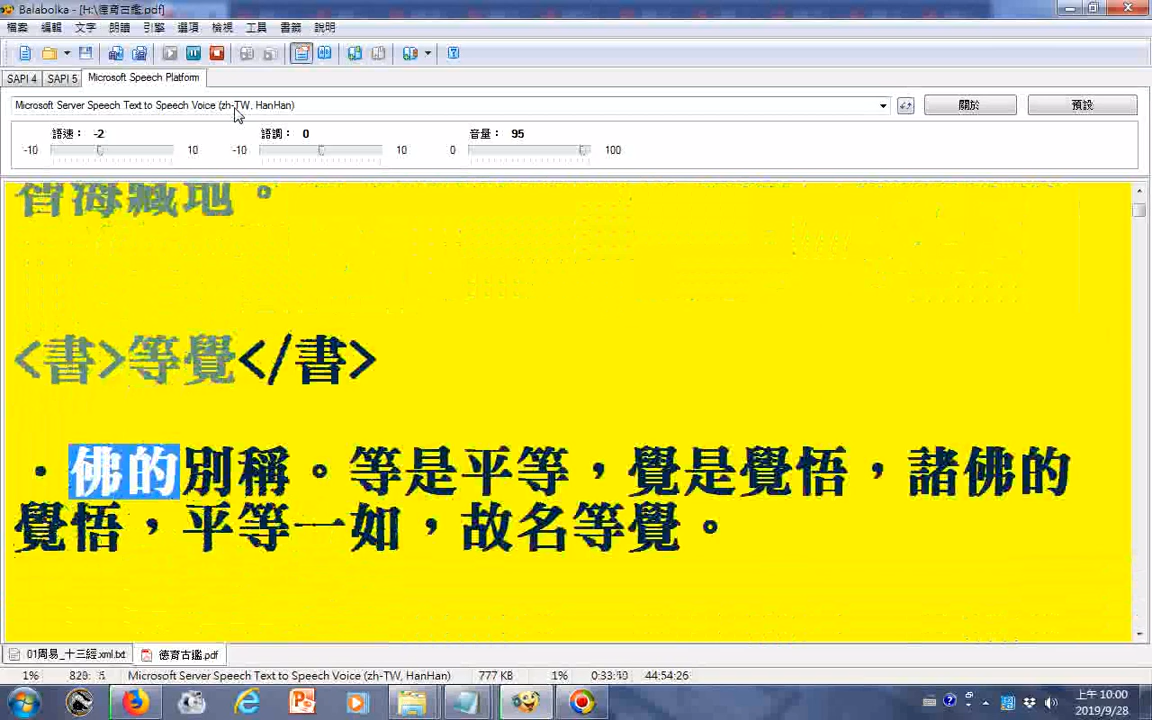 Balabolka - [H:\德育古鑑.pdf]
檔案 編輯 文字 朗讀 引擎 選項 檢視 工具 書籤 說明
SAPI 4 SAPI 5 Microsoft Speech Platform
Microsoft Server Speech Text to Speech Voice (zh-TW, HanHan) 關於 預設
語速： -2 語調： 0 音量： 95
-10 10 -10 10 0 100
智海藏地。
<書>等覺</書>
．佛的別稱。等是平等，覺是覺悟，諸佛的
覺悟，平等一如，故名等覺。
01周易_十三經.xml.txt 德育古鑑.pdf
1% Microsoft Server Speech Text to Speech Voice (zh-TW, HanHan) 777 KB 1% 44:54:26
上午 10:00
2019/9/28